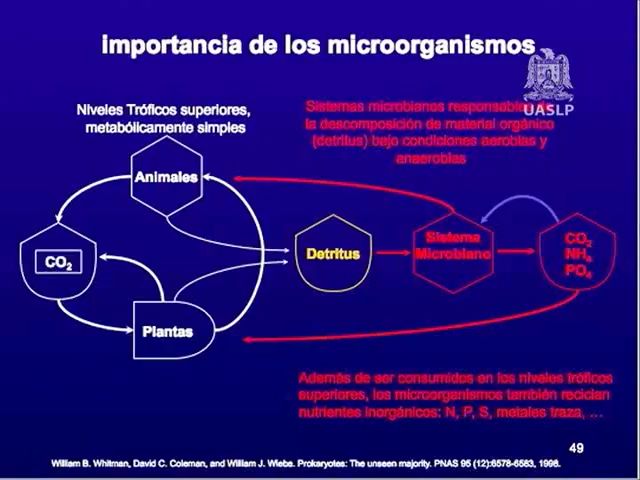 importancia de los microorganismos
UASLP
Niveles Tróficos superiores,
metabólicamente simples
Sistemas microbianos responsables de
la descomposición de material orgánico
(detritus) bajo condiciones aerobias y
anaerobias
Animales
CO₂
Plantas
Detritus
Sistema
Microbiano
CO₂
NH₄
PO₄
Además de ser consumidos en los niveles tróficos
superiores, los microorganismos también reciclan
nutrientes inorgánicos: N, P, S, metales traza, ...
49
William B. Whitman, David C. Coleman, and William J. Wiebe. Prokaryotes: The unseen majority. PNAS 95 (12):6578-6583, 1998.